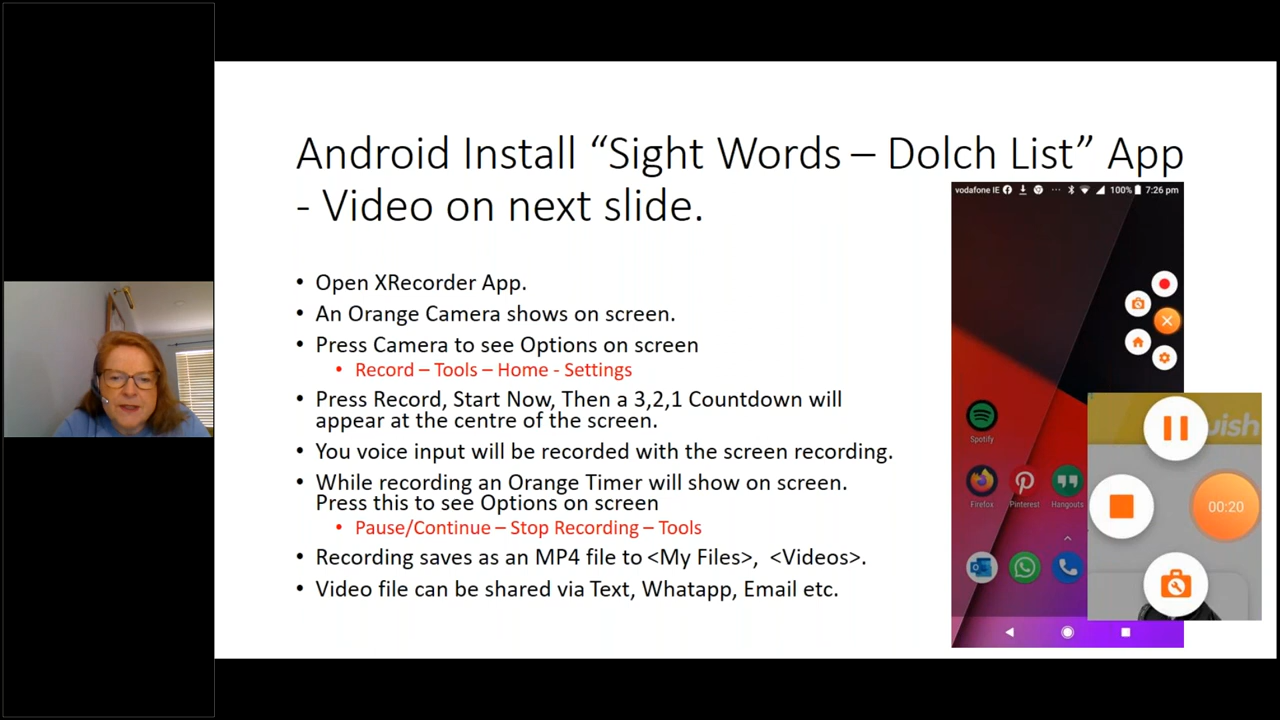 Android Install “Sight Words – Dolch List” App
- Video on next slide.
• Open XRecorder App.
• An Orange Camera shows on screen.
• Press Camera to see Options on screen
• Record – Tools – Home - Settings
• Press Record, Start Now, Then a 3,2,1 Countdown will
appear at the centre of the screen.
• You voice input will be recorded with the screen recording.
• While recording an Orange Timer will show on screen.
Press this to see Options on screen
• Pause/Continue – Stop Recording – Tools
• Recording saves as an MP4 file to <My Files>, <Videos>.
• Video file can be shared via Text, Whatapp, Email etc.
vodafone IE ··· 100% 7:26 pm
Spotify
Firefox Pinterest Hangouts
00:20